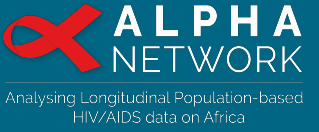 ALPHA
NETWORK
Analysing Longitudinal Population-based
HIV/AIDS data on Africa